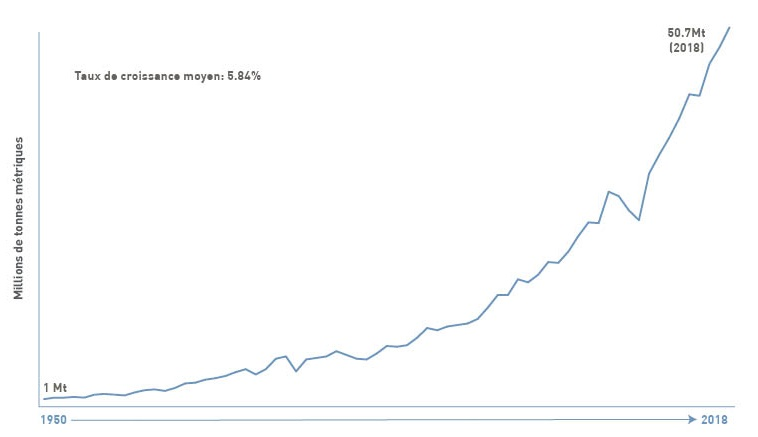 50.7Mt
(2018)
Taux de croissance moyen: 5.84%
Millions de tonnes métriques
1 Mt
1950
2018